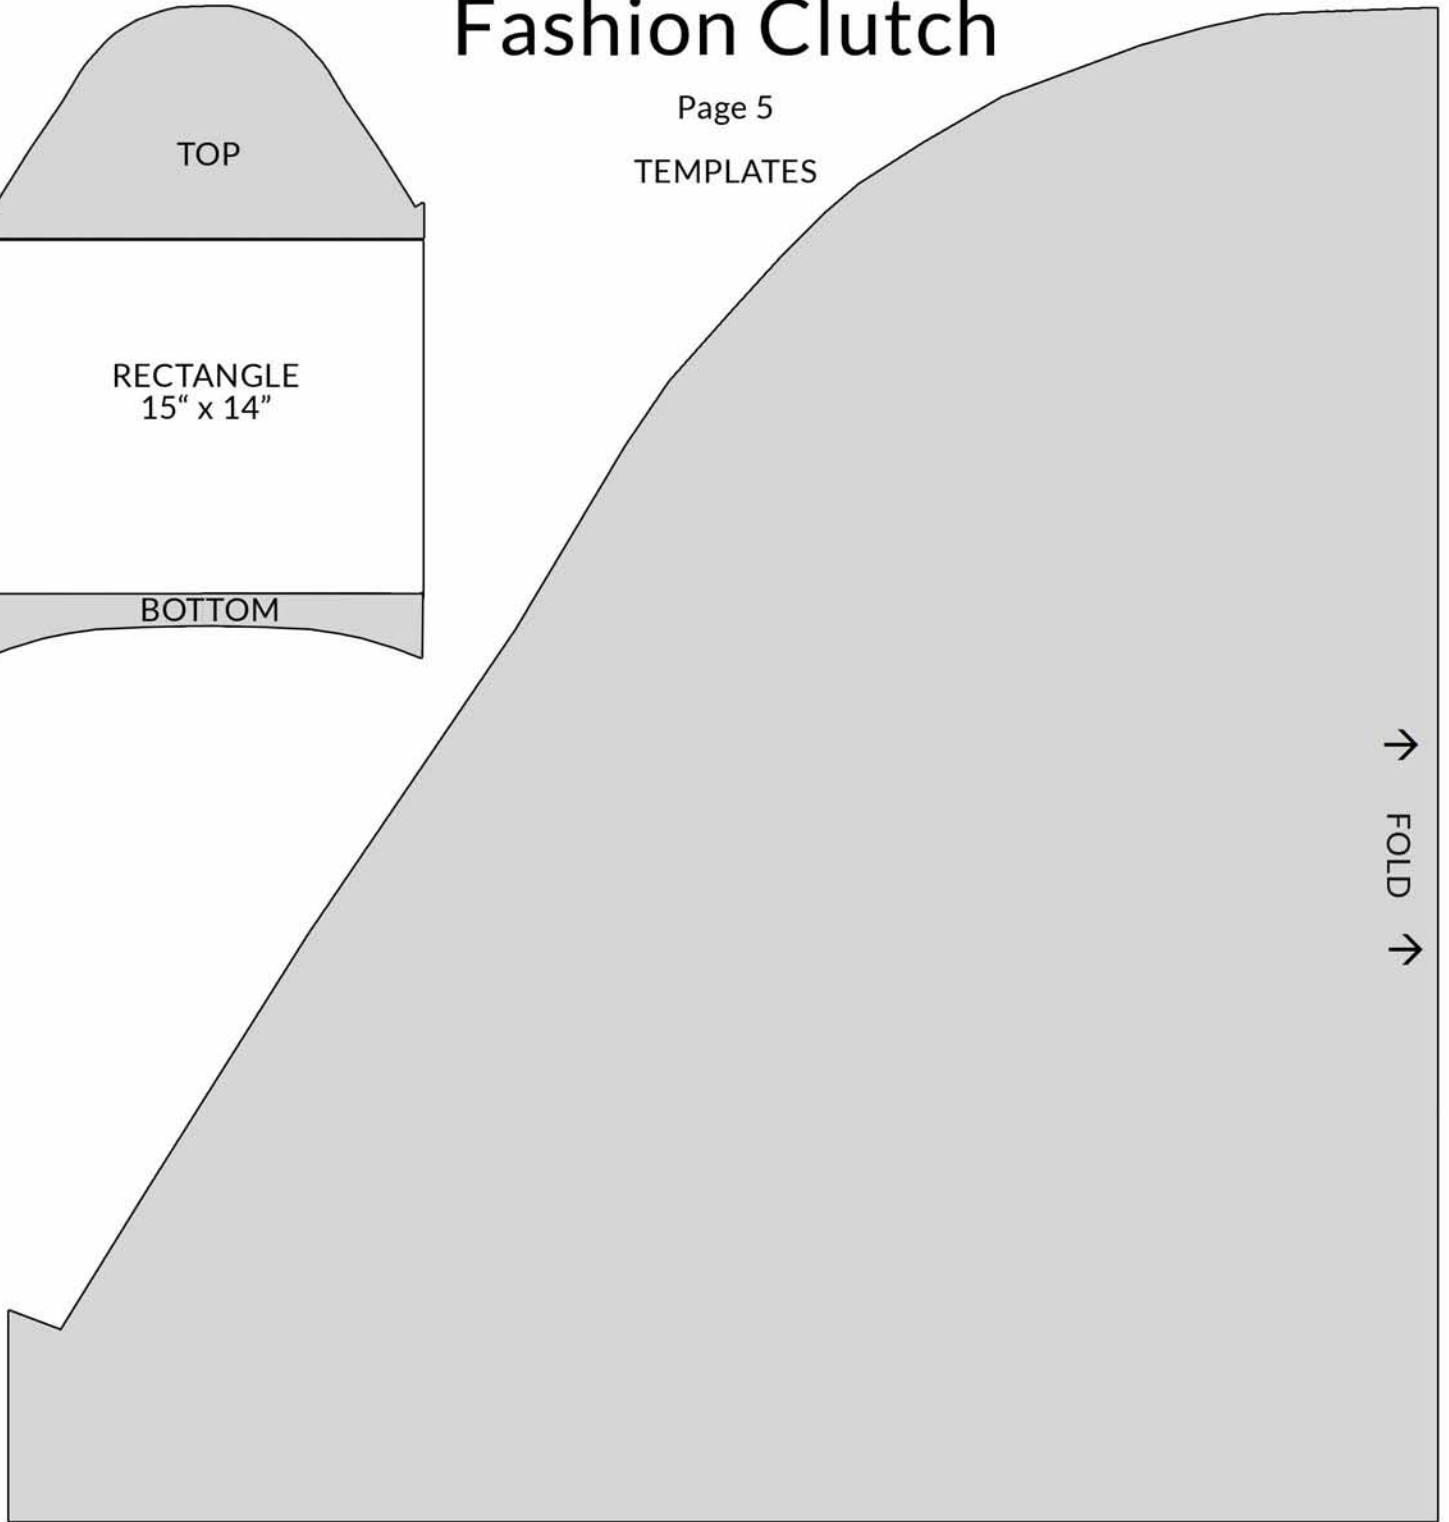 Fashion Clutch
Page 5
TEMPLATES
TOP
RECTANGLE
15“ x 14”
BOTTOM
→ FOLD →